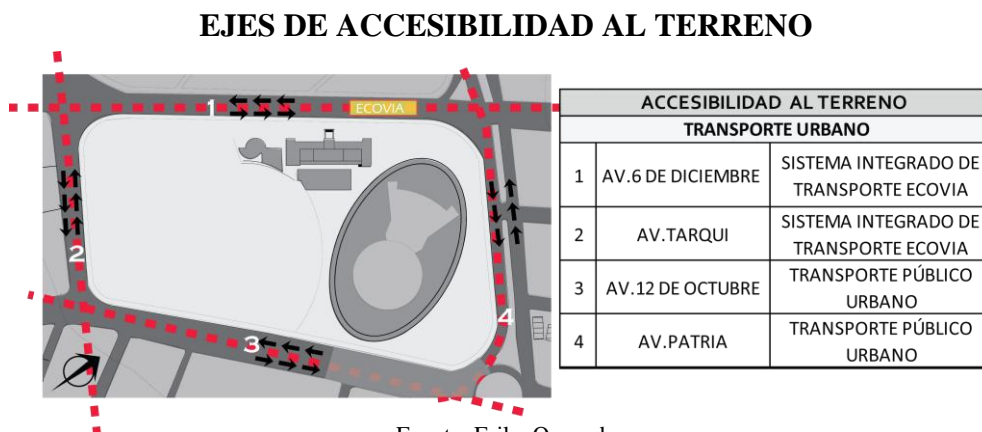 EJES DE ACCESIBILIDAD AL TERRENO
1
ECOVIA
2
3
4
ACCESIBILIDAD AL TERRENO
TRANSPORTE URBANO
1 AV.6 DE DICIEMBRE SISTEMA INTEGRADO DE
TRANSPORTE ECOVIA
2 AV.TARQUI SISTEMA INTEGRADO DE
TRANSPORTE ECOVIA
3 AV.12 DE OCTUBRE TRANSPORTE PÚBLICO
URBANO
4 AV.PATRIA TRANSPORTE PÚBLICO
URBANO